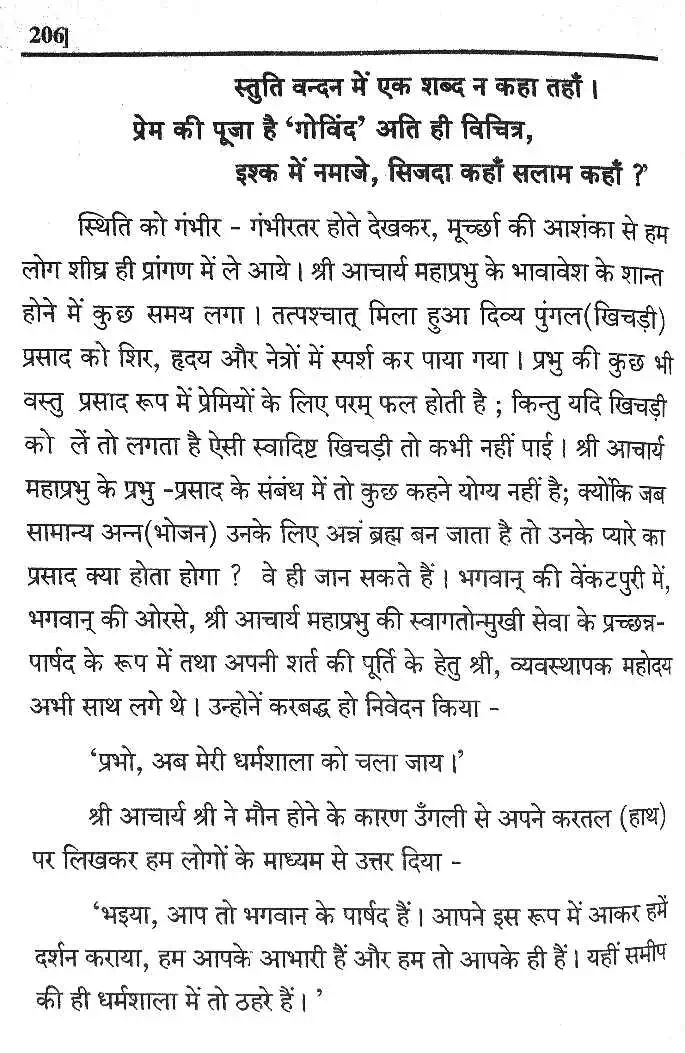 206]
स्तुति वन्दन में एक शब्द न कहा तहाँ ।
प्रेम की पूजा है ‘गोविंद’ अति ही विचित्र,
इश्क में नमाजे, सिजदा कहाँ सलाम कहाँ ?’
स्थिति को गंभीर - गंभीरतर होते देखकर, मूर्च्छा की आशंका से हम
लोग शीघ्र ही प्रांगण में ले आये । श्री आचार्य महाप्रभु के भावावेश के शान्त
होने में कुछ समय लगा । तत्पश्चात् मिला हुआ दिव्य पुंगल(खिचड़ी)
प्रसाद को शिर, हृदय और नेत्रों में स्पर्श कर पाया गया । प्रभु की कुछ भी
वस्तु प्रसाद रूप में प्रेमियों के लिए परम् फल होती है ; किन्तु यदि खिचड़ी
को लें तो लगता है ऐसी स्वादिष्ट खिचड़ी तो कभी नहीं पाई । श्री आचार्य
महाप्रभु के प्रभु -प्रसाद के संबंध में तो कुछ कहने योग्य नहीं है; क्योंकि जब
सामान्य अन्न(भोजन) उनके लिए अन्नं ब्रह्म बन जाता है तो उनके प्यारे का
प्रसाद क्या होता होगा ? वे ही जान सकते हैं । भगवान् की वेंकटपुरी में,
भगवान् की ओरसे, श्री आचार्य महाप्रभु की स्वागतोन्मुखी सेवा के प्रच्छन्न-
पार्षद के रूप में तथा अपनी शर्त की पूर्ति के हेतु श्री, व्यवस्थापक महोदय
अभी साथ लगे थे । उन्होनें करबद्ध हो निवेदन किया -
‘प्रभो, अब मेरी धर्मशाला को चला जाय ।’
श्री आचार्य श्री ने मौन होने के कारण उँगली से अपने करतल (हाथ)
पर लिखकर हम लोगों के माध्यम से उत्तर दिया -
‘भइया, आप तो भगवान के पार्षद हैं । आपने इस रूप में आकर हमें
दर्शन कराया, हम आपके आभारी हैं और हम तो आपके ही हैं । यहीं समीप
की ही धर्मशाला में तो ठहरे हैं । ’